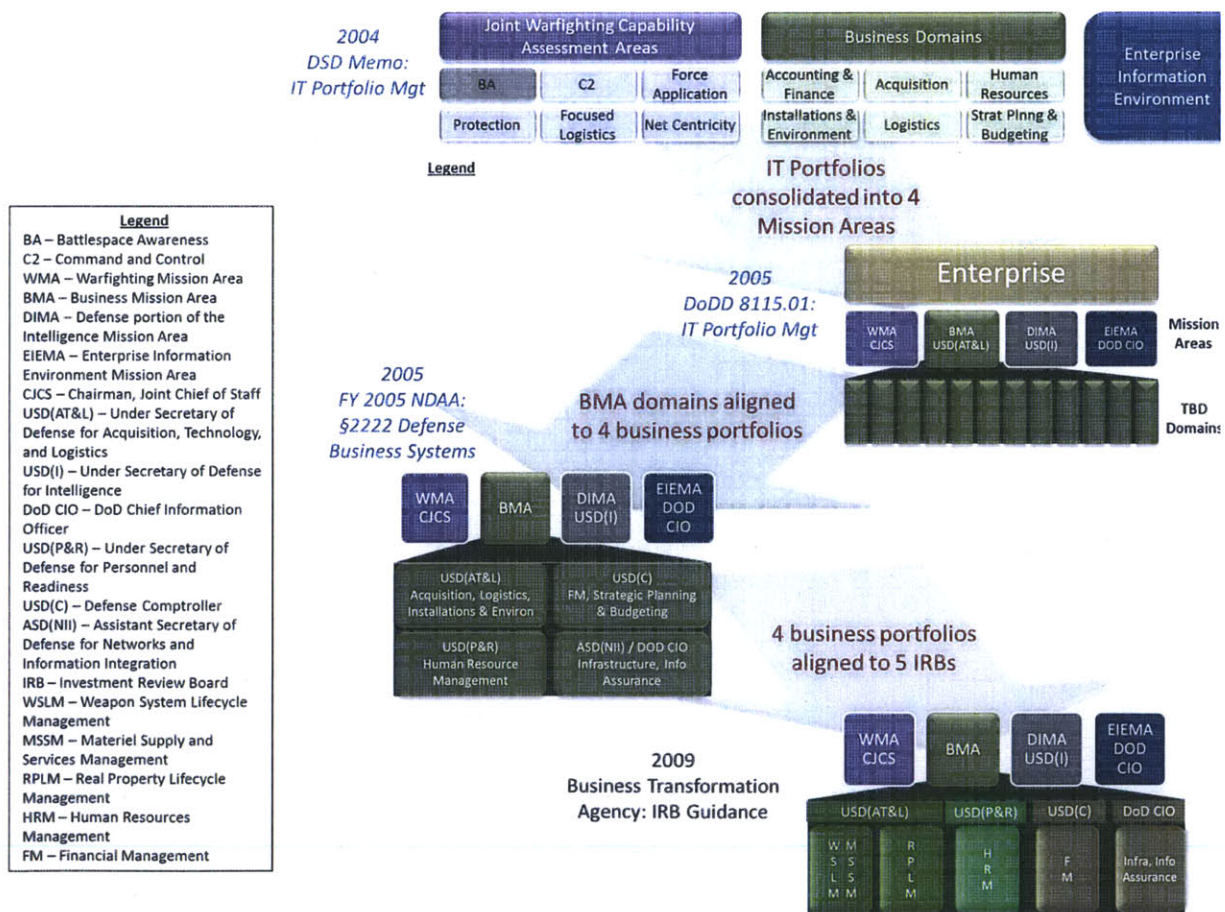 2004
DSD Memo:
IT Portfolio Mgt
Joint Warfighting Capability
Assessment Areas
BA
C2
Force
Application
Protection
Focused
Logistics
Net Centricity
Business Domains
Accounting &
Finance
Acquisition
Human
Resources
Installations &
Environment
Logistics
Strat Plnng &
Budgeting
Enterprise
Information
Environment
Legend
IT Portfolios
consolidated into 4
Mission Areas
Legend
BA – Battlespace Awareness
C2 – Command and Control
WMA – Warfighting Mission Area
BMA – Business Mission Area
DIMA – Defense portion of the
Intelligence Mission Area
EIEMA – Enterprise Information
Environment Mission Area
CJCS – Chairman, Joint Chief of Staff
USD(AT&L) – Under Secretary of
Defense for Acquisition, Technology,
and Logistics
USD(I) – Under Secretary of Defense
for Intelligence
DoD CIO – DoD Chief Information
Officer
USD(P&R) – Under Secretary of
Defense for Personnel and
Readiness
USD(C) – Defense Comptroller
ASD(NII) – Assistant Secretary of
Defense for Networks and
Information Integration
IRB – Investment Review Board
WSLM – Weapon System Lifecycle
Management
MSSM – Materiel Supply and
Services Management
RPLM – Real Property Lifecycle
Management
HRM – Human Resources
Management
FM – Financial Management
2005
DoDD 8115.01:
IT Portfolio Mgt
Enterprise
WMA
CJCS
BMA
USD(AT&L)
DIMA
USD(I)
EIEMA
DOD CIO
Mission
Areas
TBD
Domains
2005
FY 2005 NDAA:
§2222 Defense
Business Systems
BMA domains aligned
to 4 business portfolios
WMA
CJCS
BMA
DIMA
USD(I)
EIEMA
DOD
CIO
USD(AT&L)
Acquisition, Logistics,
Installations & Environ
USD(C)
FM, Strategic Planning
& Budgeting
USD(P&R)
Human Resource
Management
ASD(NII) / DOD CIO
Infrastructure, Info
Assurance
4 business portfolios
aligned to 5 IRBs
2009
Business Transformation
Agency: IRB Guidance
WMA
CJCS
BMA
DIMA
USD(I)
EIEMA
DOD
CIO
USD(AT&L)
USD(P&R)
USD(C)
DoD CIO
WSLM
MSSM
RPLM
HRM
FM
Infra, Info
Assurance